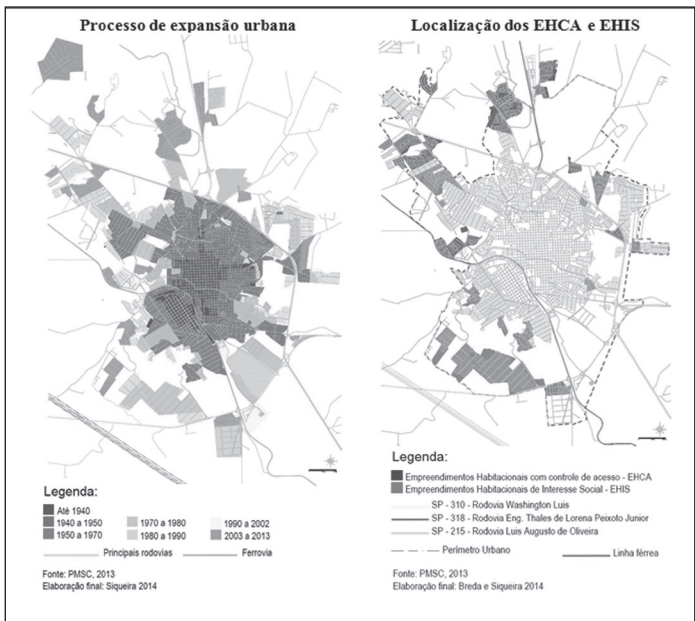 Processo de expansão urbana
Legenda:
Até 1940
1940 a 1950
1950 a 1970
1970 a 1980
1980 a 1990
1990 a 2002
2003 a 2013
Principais rodovias
Ferrovia
Fonte: PMSC, 2013
Elaboração final: Siqueira 2014
Localização dos EHCA e EHIS
Legenda:
Empreendimentos Habitacionais com controle de acesso - EHCA
Empreendimentos Habitacionais de Interesse Social - EHIS
SP - 310 - Rodovia Washington Luis
SP - 318 - Rodovia Eng. Thales de Lorena Peixoto Junior
SP - 215 - Rodovia Luis Augusto de Oliveira
Perímetro Urbano
Linha férrea
Fonte: PMSC, 2013
Elaboração final: Breda e Siqueira 2014